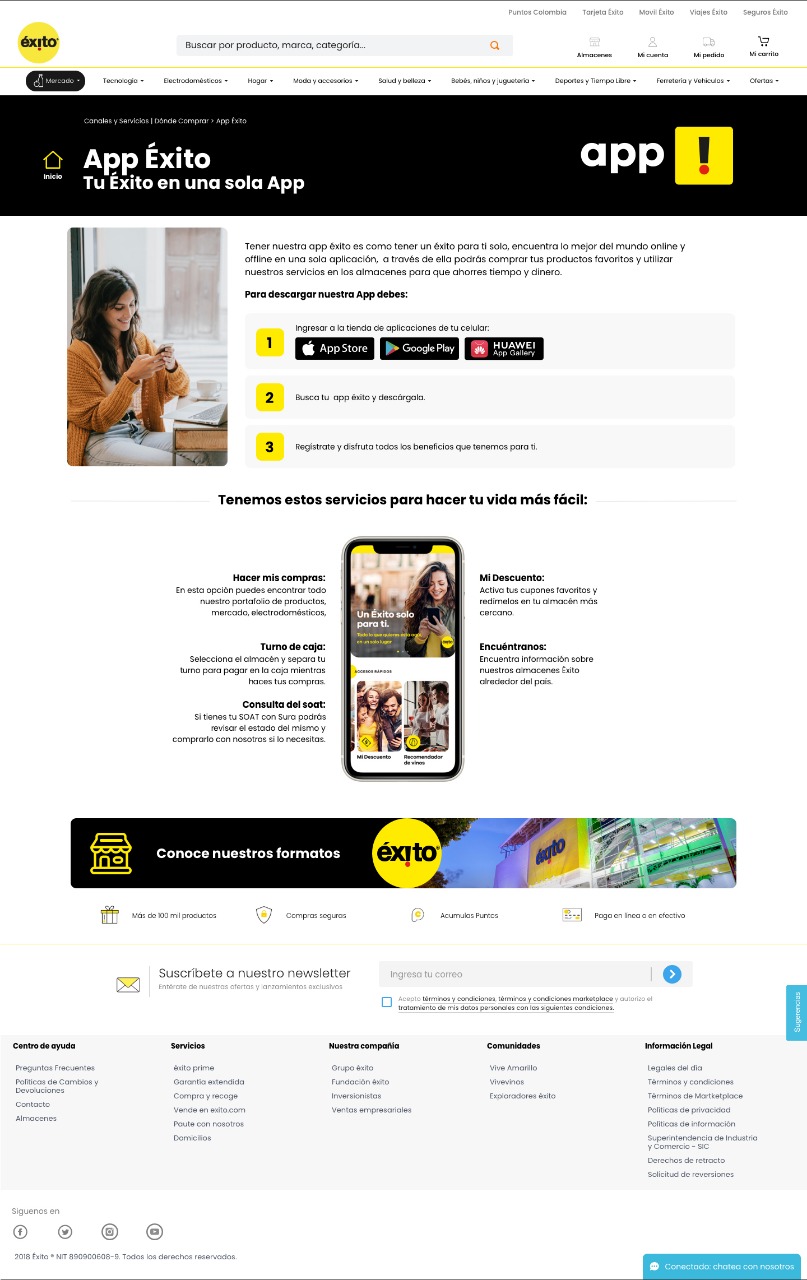 Puntos Colombia Tarjeta Éxito Movil Éxito Viajes Éxito Seguros Éxito
éxito
Buscar por producto, marca, categoría...
Almacenes Mi cuenta Mi pedido Mi carrito
Mercado Tecnología Electrodomésticos Hogar Moda y accesorios Salud y belleza Bebés, niños y juguetería Deportes y Tiempo Libre Ferretería y Vehículos Ofertas
Canales y Servicios | Dónde Comprar > App Éxito
Inicio
App Éxito
Tu Éxito en una sola App
app !
Tener nuestra app éxito es como tener un éxito para ti solo, encuentra lo mejor del mundo online y
offline en una sola aplicación, a través de ella podrás comprar tus productos favoritos y utilizar
nuestros servicios en los almacenes para que ahorres tiempo y dinero.
Para descargar nuestra App debes:
1
Ingresar a la tienda de aplicaciones de tu celular:
App Store Google Play HUAWEI
App Gallery
2 Busca tu app éxito y descárgala.
3 Regístrate y disfruta todos los beneficios que tenemos para ti.
Tenemos estos servicios para hacer tu vida más fácil:
Hacer mis compras:
En esta opción puedes encontrar todo
nuestro portafolio de productos,
mercado, electrodomésticos,
Turno de caja:
Selecciona el almacén y separa tu
turno para pagar en la caja mientras
haces tus compras.
Consulta del soat:
Si tienes tu SOAT con Sura podrás
revisar el estado del mismo y
comprarlo con nosotros si lo necesitas.
Un Éxito solo
para ti.
Todo lo que quieres esta aquí,
en un solo lugar
éxito
ACCESOS RÁPIDOS
Mi Descuento Recomendador
de vinos
Mi Descuento:
Activa tus cupones favoritos y
redímelos en tu almacén más
cercano.
Encuéntranos:
Encuentra información sobre
nuestros almacenes Éxito
alrededor del país.
Conoce nuestros formatos
éxito
éxito
Más de 100 mil productos Compras seguras Acumulas Puntos Paga en línea o en efectivo
Suscríbete a nuestro newsletter
Entérate de nuestras ofertas y lanzamientos exclusivos
Ingresa tu correo
Acepto términos y condiciones, términos y condiciones marketplace y autorizo el
tratamiento de mis datos personales con las siguientes condiciones.
Sugerencias
Centro de ayuda
Preguntas Frecuentes
Políticas de Cambios y
Devoluciones
Contacto
Almacenes
Servicios
éxito prime
Garantía extendida
Compra y recoge
Vende en exito.com
Paute con nosotros
Domicilios
Nuestra compañía
Grupo éxito
Fundación éxito
Inversionistas
Ventas empresariales
Comunidades
Vive Amarillo
Vivevinos
Exploradores éxito
Información Legal
Legales del día
Términos y condiciones
Términos de Martketplace
Políticas de privacidad
Políticas de información
Superintendencia de Industria
y Comercio - SIC
Derechos de retracto
Solicitud de reversiones
Síguenos en
2018 Éxito ® NIT 890900608-9. Todos los derechos reservados.
Conectado: chatea con nosotros